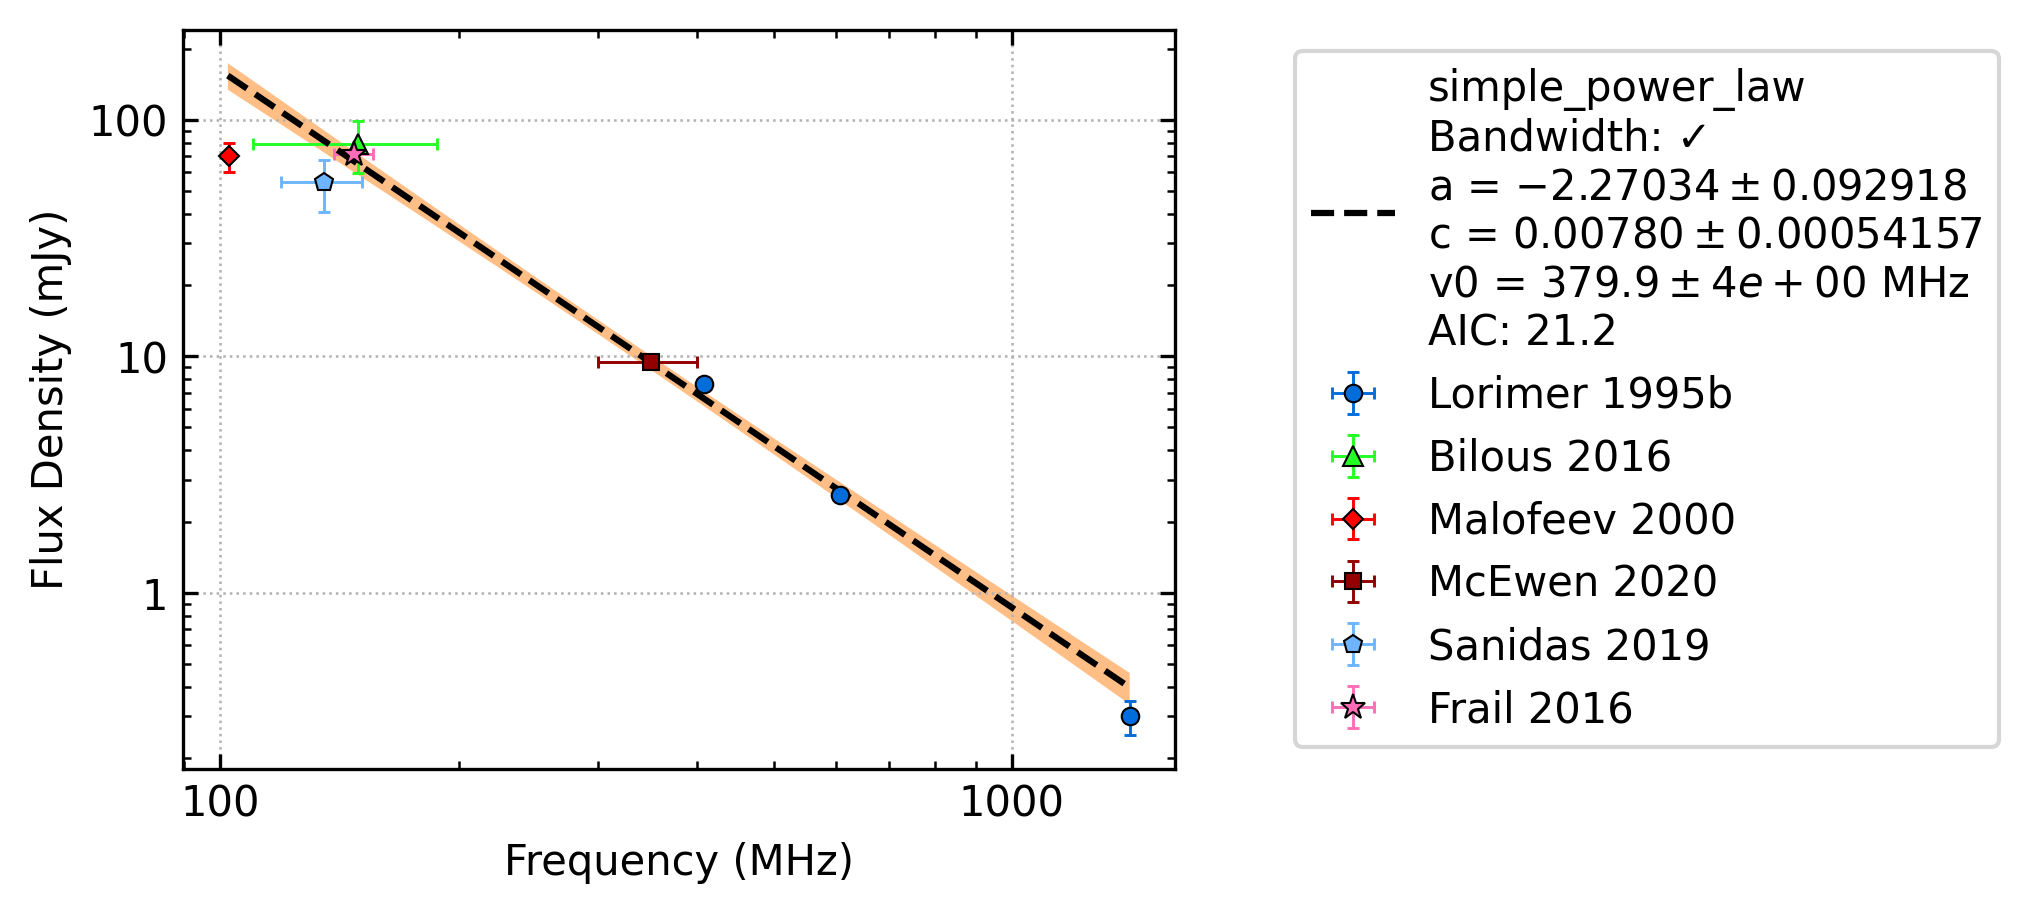 100
10
1
Flux Density (mJy)
100
1000
Frequency (MHz)
simple_power_law
Bandwidth: ✓
a = −2.27034 ± 0.092918
c = 0.00780 ± 0.00054157
v0 = 379.9 ± 4e + 00 MHz
AIC: 21.2
Lorimer 1995b
Bilous 2016
Malofeev 2000
McEwen 2020
Sanidas 2019
Frail 2016